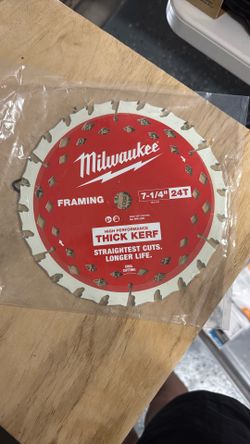 Milwaukee
FRAMING
7-1/4" 24T
HIGH PERFORMANCE
THICK KERF
STRAIGHTEST CUTS.
LONGER LIFE.